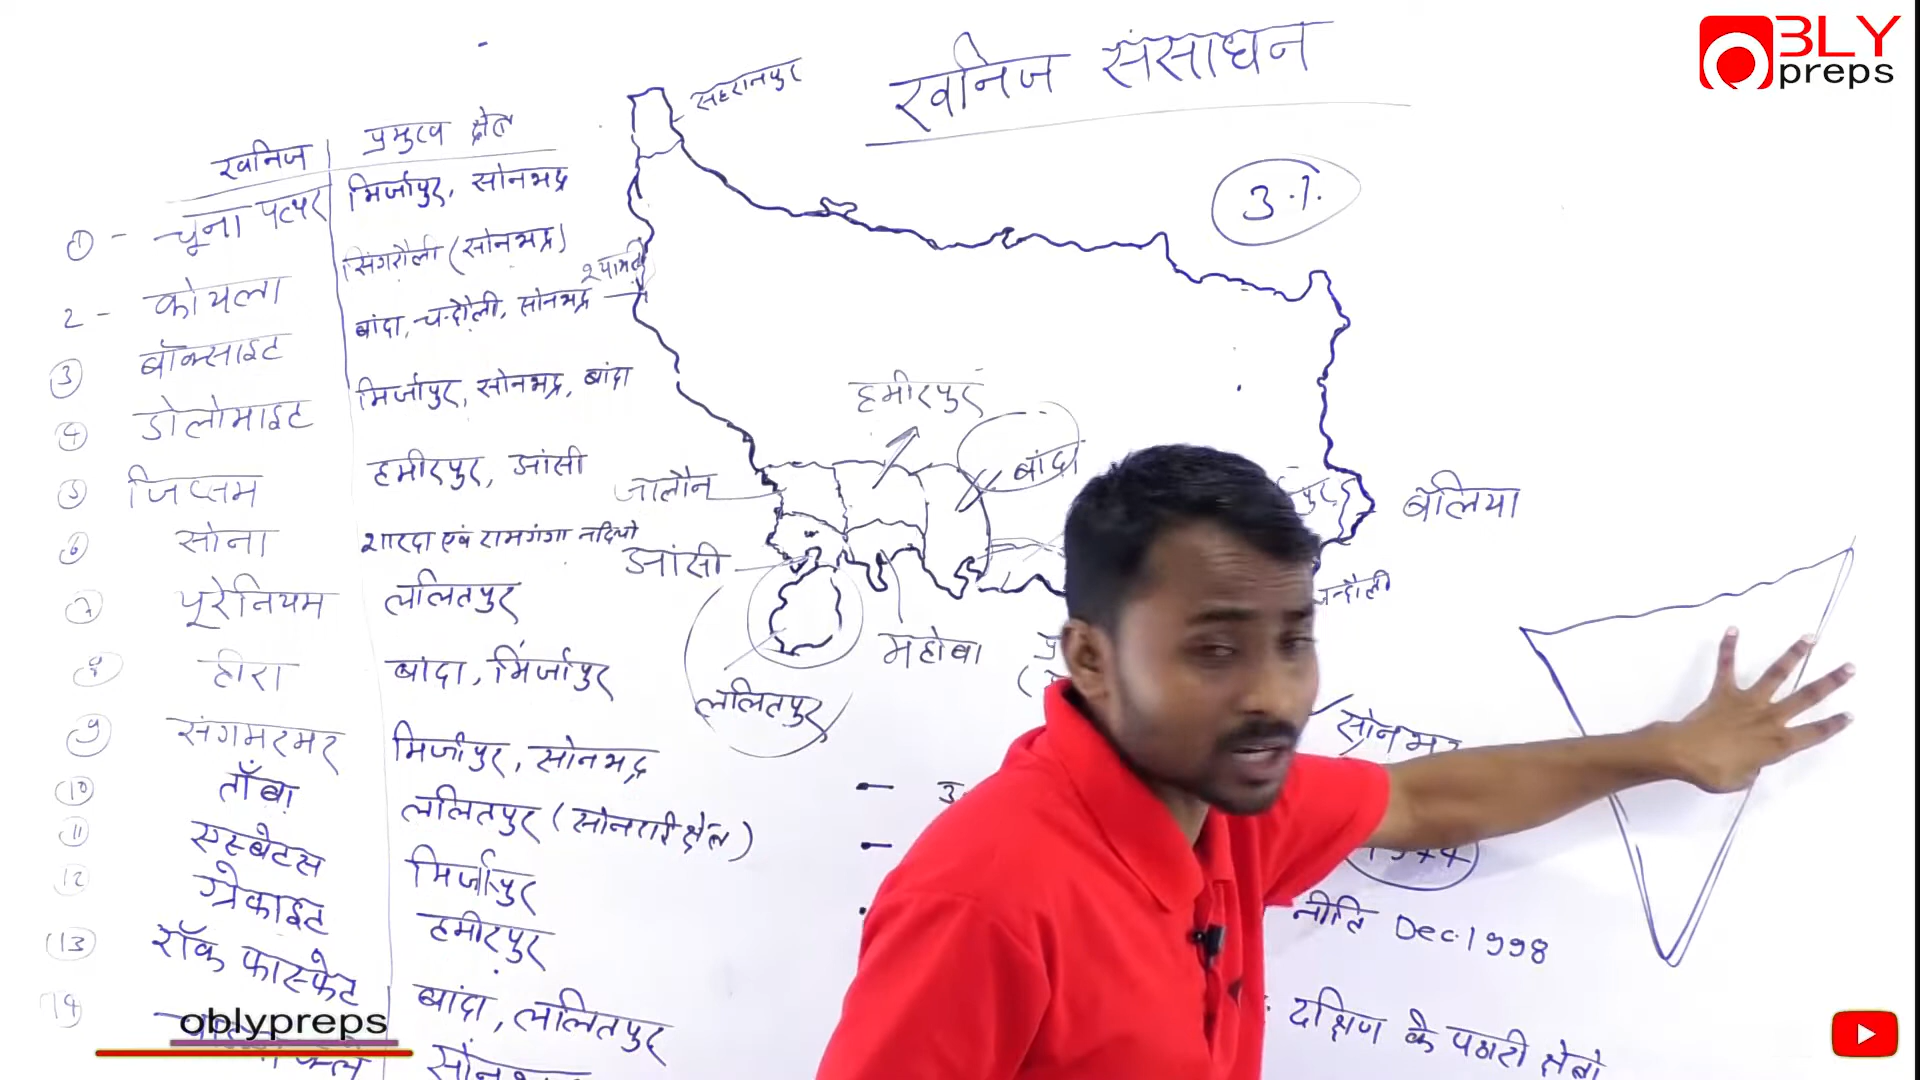 खनिज संसाधन
3LY
preps
3.1.
सहारनपुर
खनिज | प्रमुख क्षेत्र
① - चूना पत्थर मिर्जापुर, सोनभद्र
2 - कोयला सिंगरौली (सोनभद्र)
③ बॉक्साइट बांदा, चन्दौली, सोनभद्र
④ डोलोमाइट मिर्जापुर, सोनभद्र, बांदा
⑤ जिप्सम हमीरपुर, झांसी
⑥ सोना शारदा एवं रामगंगा नदियो
⑦ यूरेनियम ललितपुर
⑧ हीरा बांदा, मिर्जापुर
⑨ संगमरमर मिर्जापुर, सोनभद्र
⑩ ताँबा ललितपुर (सोनराई क्षेत्र)
11 एस्बेटस मिर्जापुर
12 ग्रेफाइट हमीरपुर
13 रॉक फास्फेट बांदा, ललितपुर
14
हमीरपुर
बांदा
जालौन
झांसी
महोबा
ललितपुर
बलिया
चन्दौली
सोनभद्र
नीति Dec.1998
दक्षिण के पठारी क्षेत्रो
oblypreps